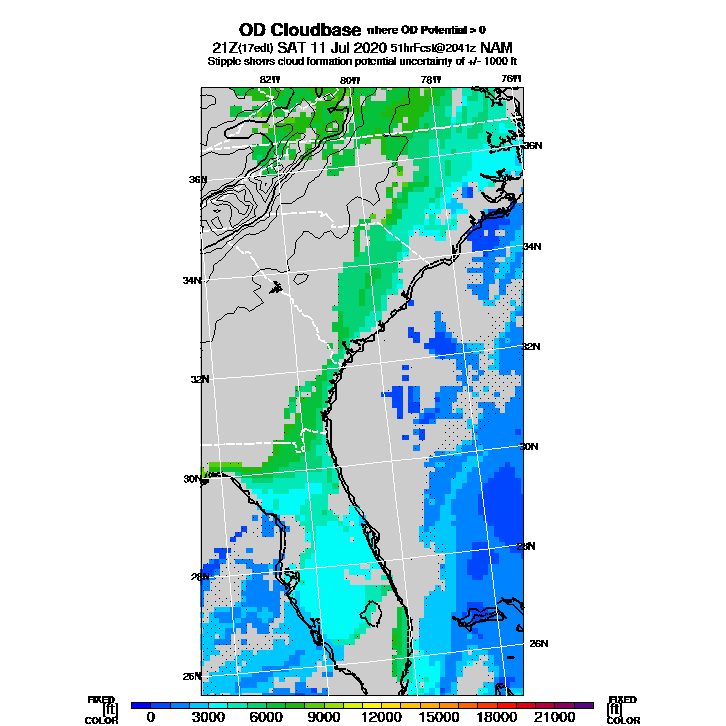 OD Cloudbase where OD Potential > 0
21Z(17edt) SAT 11 Jul 2020 51hrFcst@2041z NAM
Stipple shows cloud formation potential uncertainty of +/- 1000 ft
82W 80W 78W 76W
36N 36N
34N 34N
32N 32N
30N 30N
28N 28N
26N 26N
FIXED [ft] COLOR 0 3000 6000 9000 12000 15000 18000 21000 FIXED [ft] COLOR